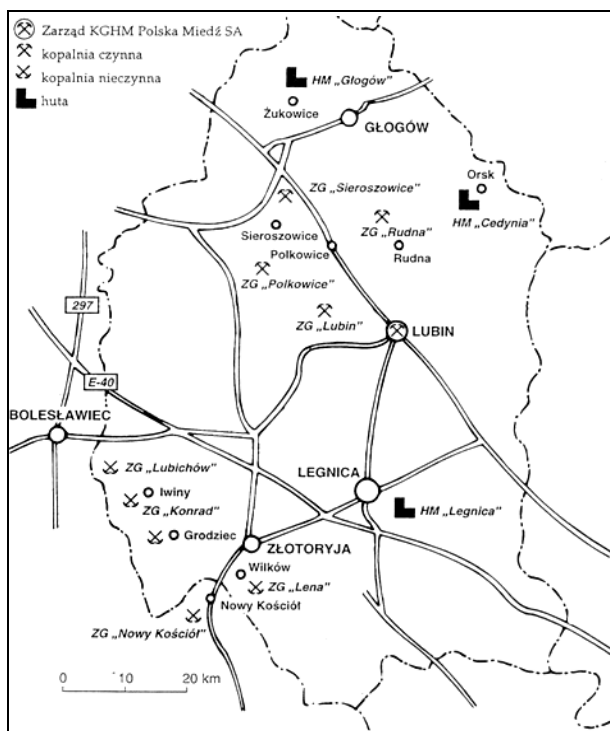 Zarząd KGHM Polska Miedź SA
kopalnia czynna
kopalnia nieczynna
huta
HM „Głogów"
Żukowice
GŁOGÓW
Orsk
ZG „Sieroszowice"
HM „Cedynia"
ZG „Rudna"
Sieroszowice
Polkowice
Rudna
ZG „Polkowice"
297
ZG „Lubin"
LUBIN
E-40
BOLESŁAWIEC
ZG „Lubichów"
LEGNICA
Iwiny
ZG „Konrad"
HM „Legnica"
Grodziec
ZŁOTORYJA
Wilków
ZG „Lena"
Nowy Kościół
ZG „Nowy Kościół"
0 10 20 km